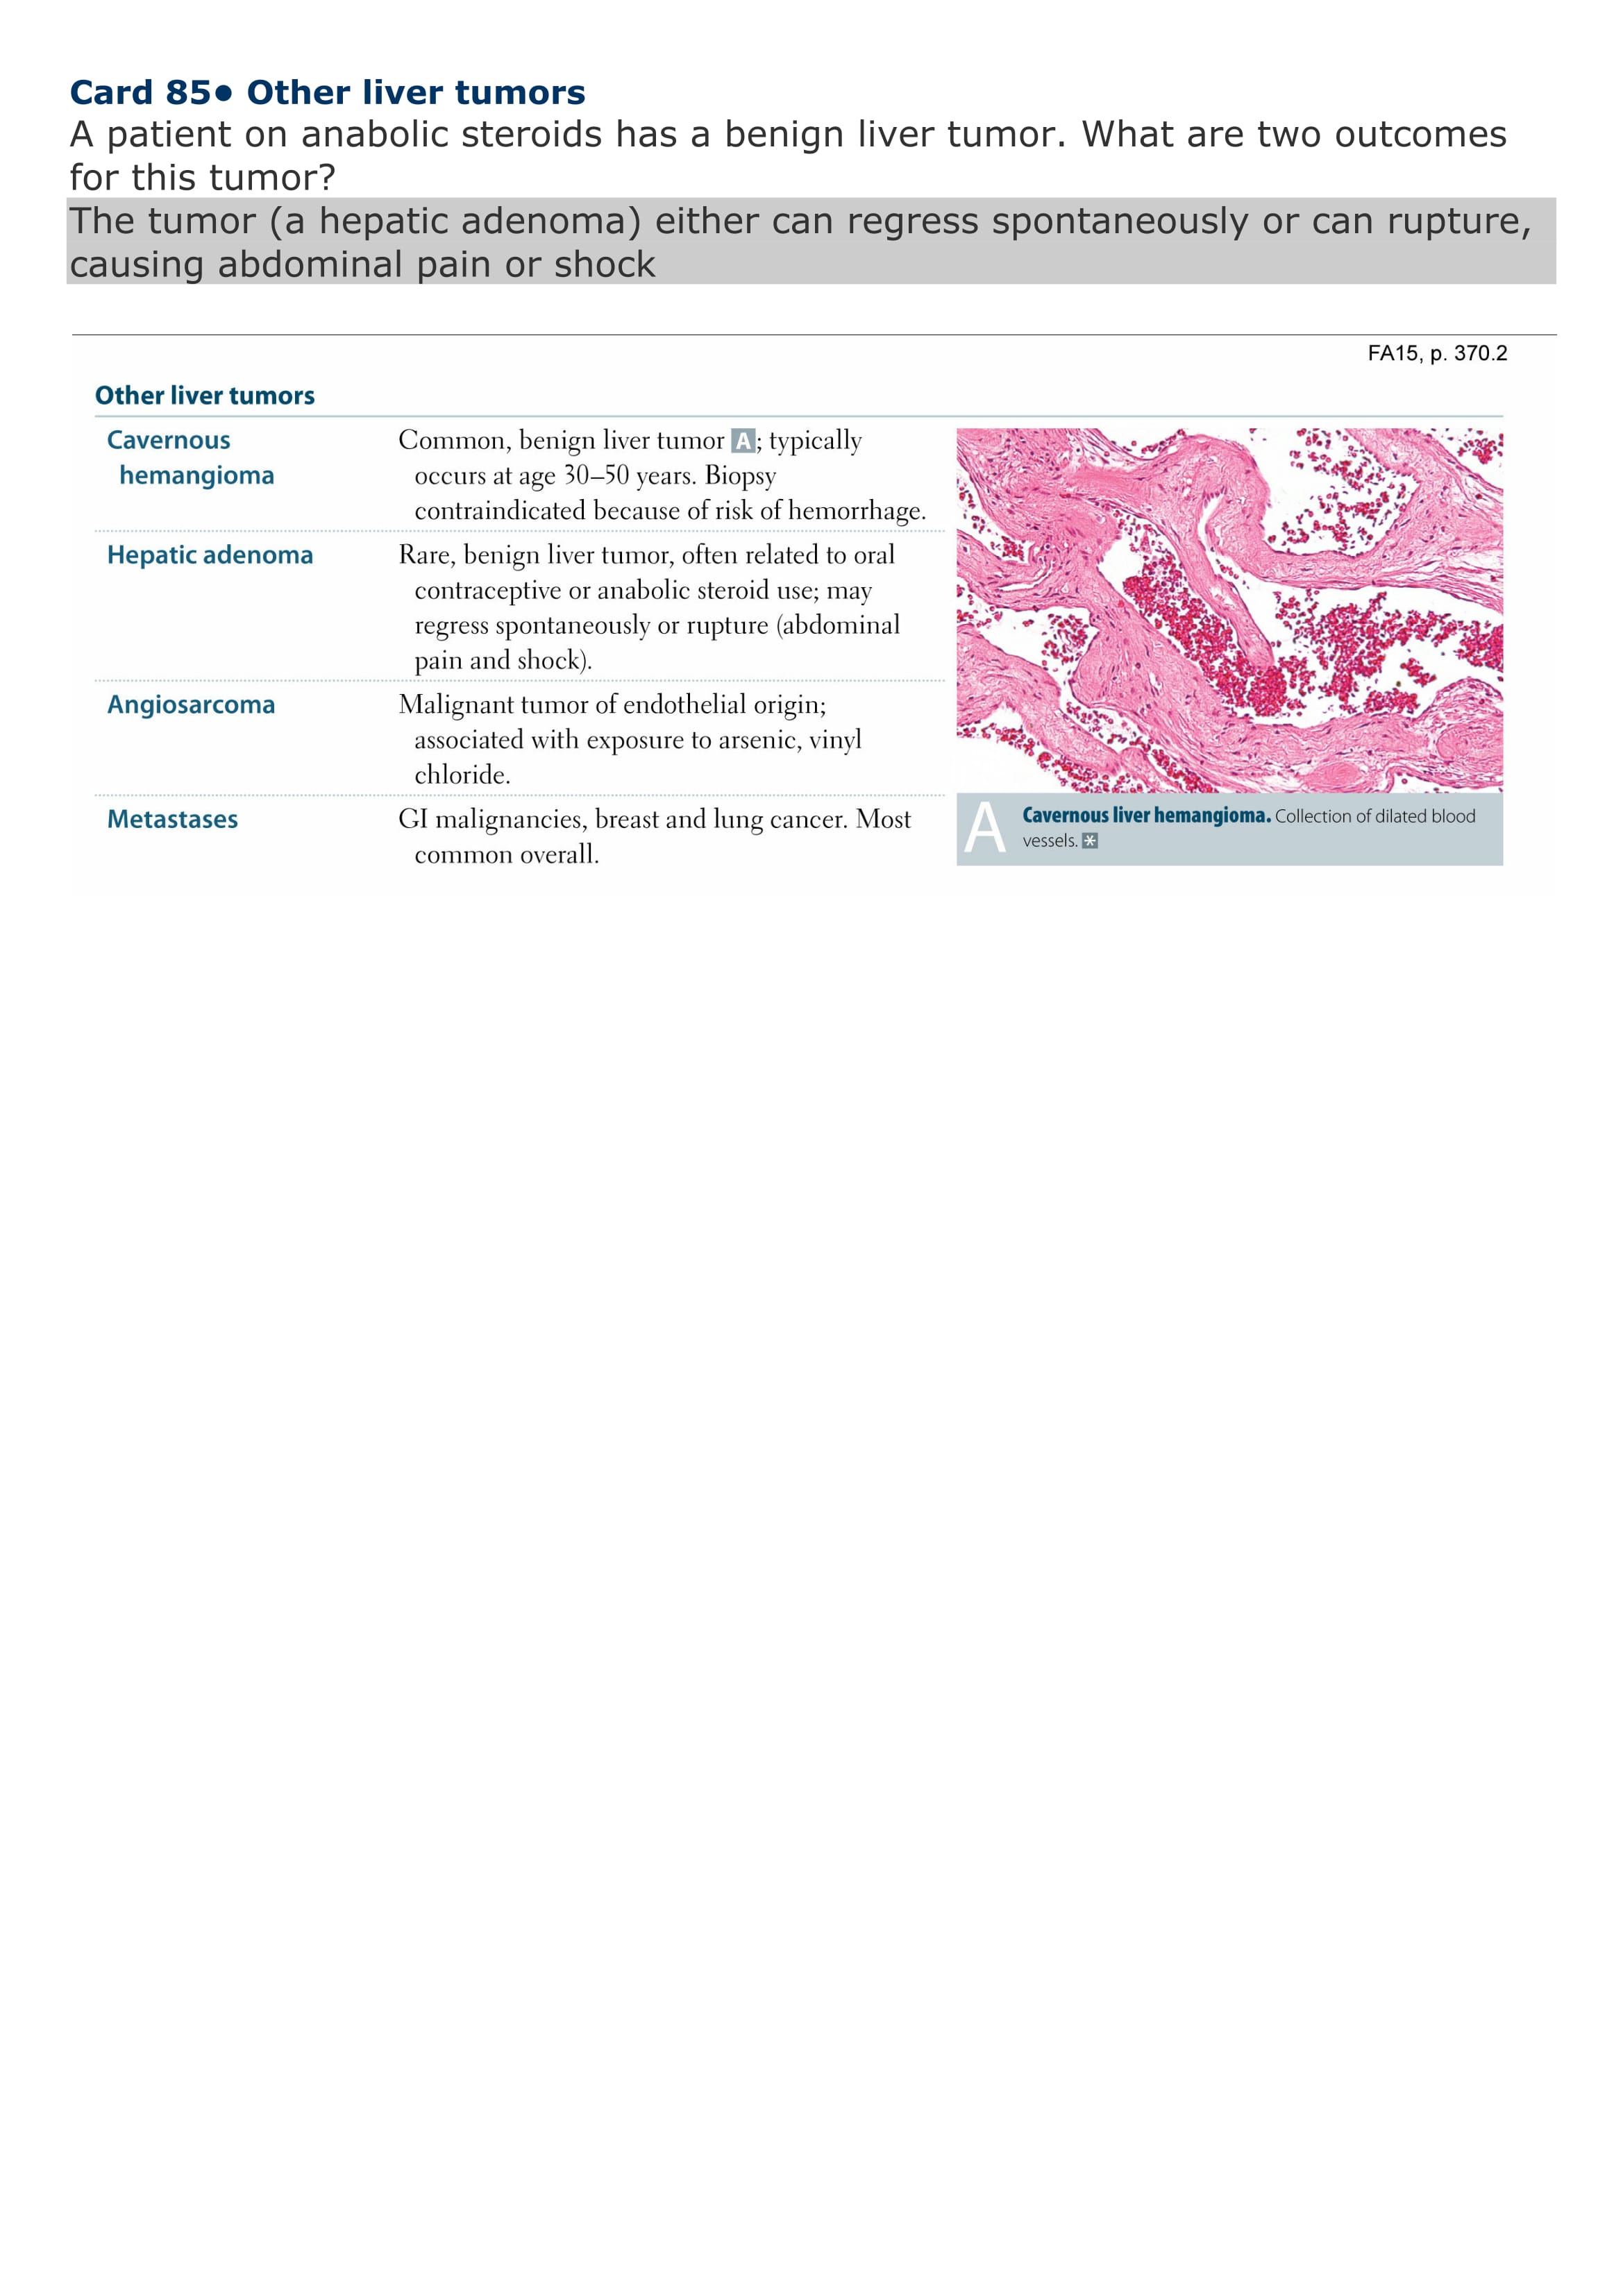 Card 85● Other liver tumors
A patient on anabolic steroids has a benign liver tumor. What are two outcomes
for this tumor?
The tumor (a hepatic adenoma) either can regress spontaneously or can rupture,
causing abdominal pain or shock
FA15, p. 370.2
Other liver tumors
Cavernous
hemangioma
Common, benign liver tumor A; typically
occurs at age 30–50 years. Biopsy
contraindicated because of risk of hemorrhage.
Hepatic adenoma
Rare, benign liver tumor, often related to oral
contraceptive or anabolic steroid use; may
regress spontaneously or rupture (abdominal
pain and shock).
Angiosarcoma
Malignant tumor of endothelial origin;
associated with exposure to arsenic, vinyl
chloride.
Metastases
GI malignancies, breast and lung cancer. Most
common overall.
A
Cavernous liver hemangioma. Collection of dilated blood
vessels. *